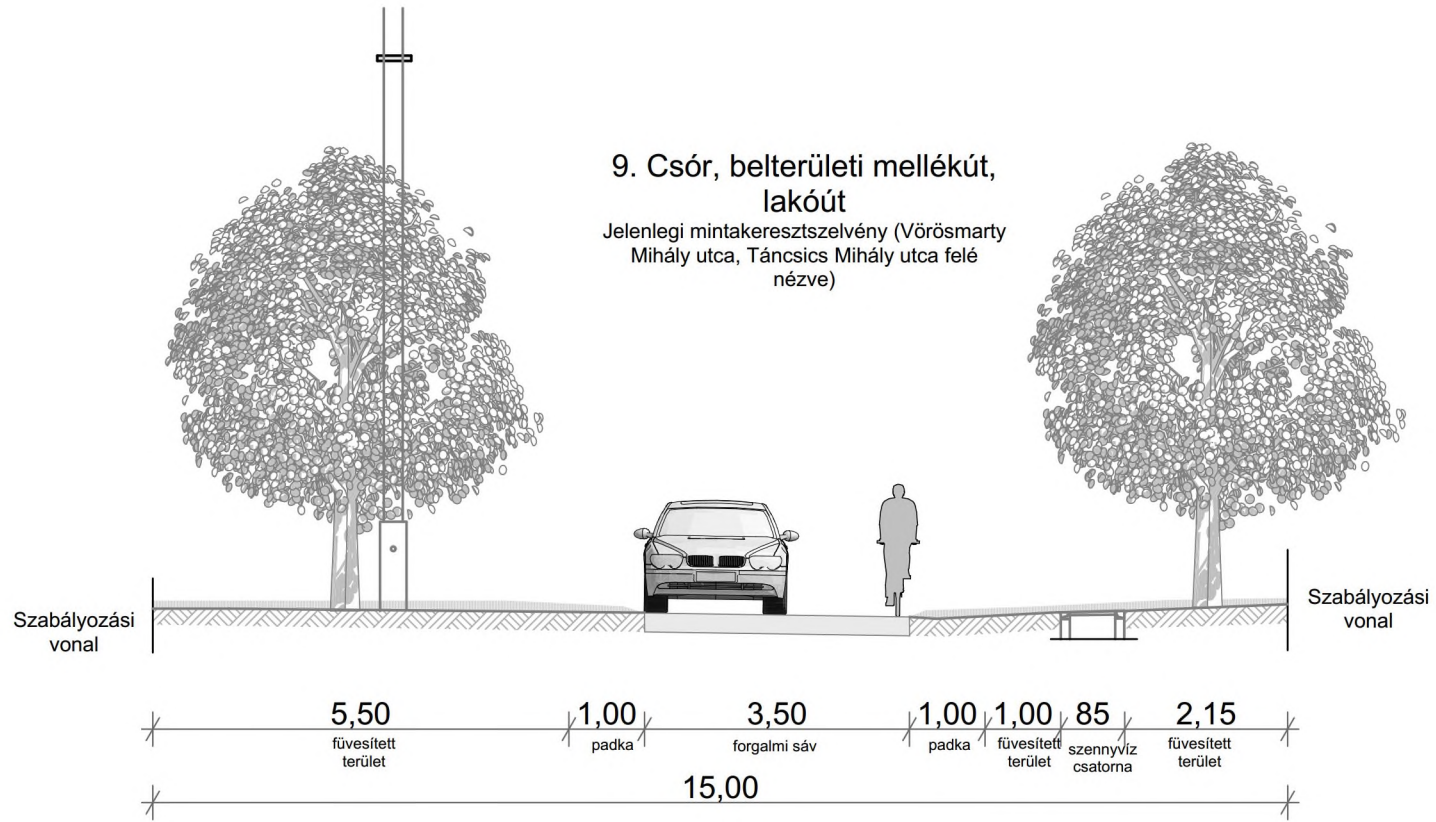 9. Csór, belterületi mellékút,
lakóút
Jelenlegi mintakeresztszelvény (Vörösmarty
Mihály utca, Táncsics Mihály utca felé
nézve)
Szabályozási
vonal
Szabályozási
vonal
5,50
füvesített
terület
1,00
padka
3,50
forgalmi sáv
1,00
padka
1,00
füvesített
terület
85
szennyvíz
csatorna
2,15
füvesített
terület
15,00